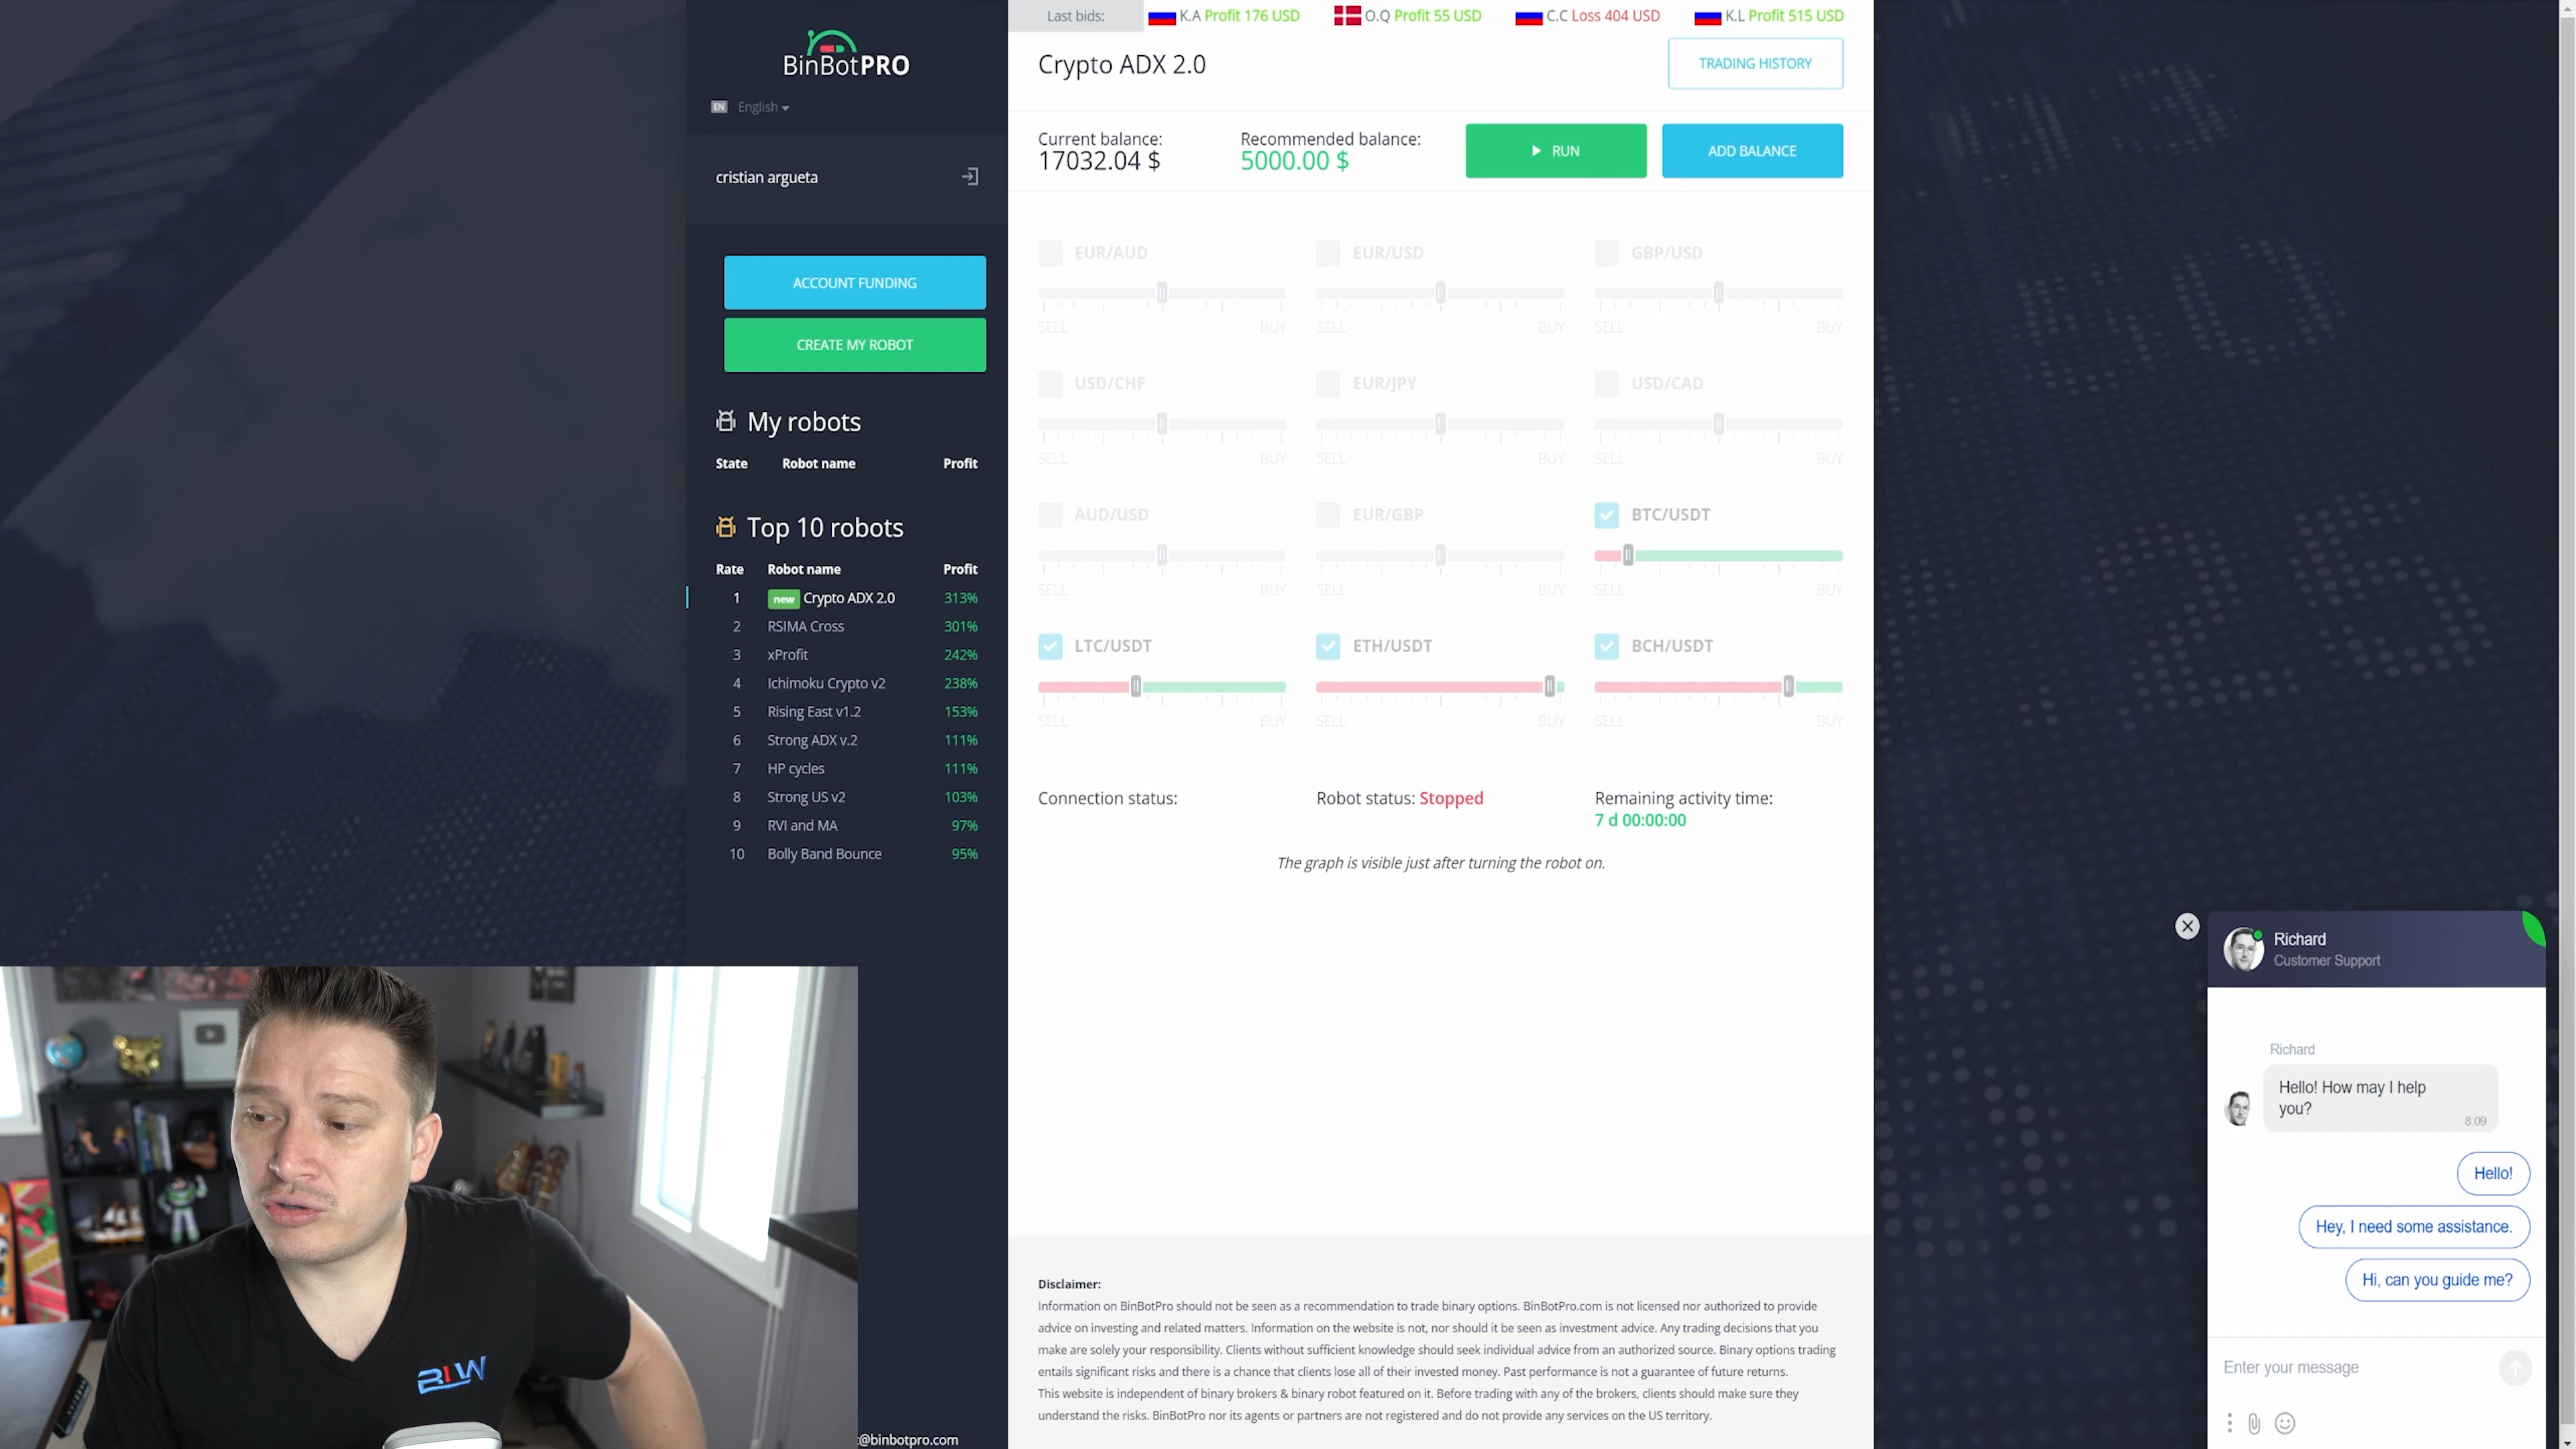 BinBotPRO
EN English
cristian argueta
ACCOUNT FUNDING
CREATE MY ROBOT
My robots
State Robot name Profit
Top 10 robots
Rate Robot name Profit
1 new Crypto ADX 2.0 313%
2 RSIMA Cross 301%
3 xProfit 242%
4 Ichimoku Crypto v2 238%
5 Rising East v1.2 153%
6 Strong ADX v.2 111%
7 HP cycles 111%
8 Strong US v2 103%
9 RVI and MA 97%
10 Bolly Band Bounce 95%
Last bids: K.A Profit 176 USD O.Q Profit 55 USD C.C Loss 404 USD K.L Profit 515 USD
Crypto ADX 2.0
TRADING HISTORY
Current balance: Recommended balance:
17032.04 $ 5000.00 $
RUN
ADD BALANCE
EUR/AUD EUR/USD GBP/USD
SELL BUY SELL BUY SELL BUY
USD/CHF EUR/JPY USD/CAD
SELL BUY SELL BUY SELL BUY
AUD/USD EUR/GBP BTC/USDT
SELL BUY SELL BUY SELL BUY
LTC/USDT ETH/USDT BCH/USDT
SELL BUY SELL BUY SELL BUY
Connection status: Robot status: Stopped Remaining activity time:
7 d 00:00:00
The graph is visible just after turning the robot on.
Disclaimer:
Information on BinBotPro should not be seen as a recommendation to trade binary options. BinBotPro.com is not licensed nor authorized to provide
advice on investing and related matters. Information on the website is not, nor should it be seen as investment advice. Any trading decisions that you
make are solely your responsibility. Clients without sufficient knowledge should seek individual advice from an authorized source. Binary options trading
entails significant risks and there is a chance that clients lose all of their invested money. Past performance is not a guarantee of future returns.
This website is independent of binary brokers & binary robot featured on it. Before trading with any of the brokers, clients should make sure they
understand the risks. BinBotPro nor its agents or partners are not registered and do not provide any services on the US territory.
@binbotpro.com
BLW
Richard
Customer Support
Richard
Hello! How may I help
you?
8:09
Hello!
Hey, I need some assistance.
Hi, can you guide me?
Enter your message